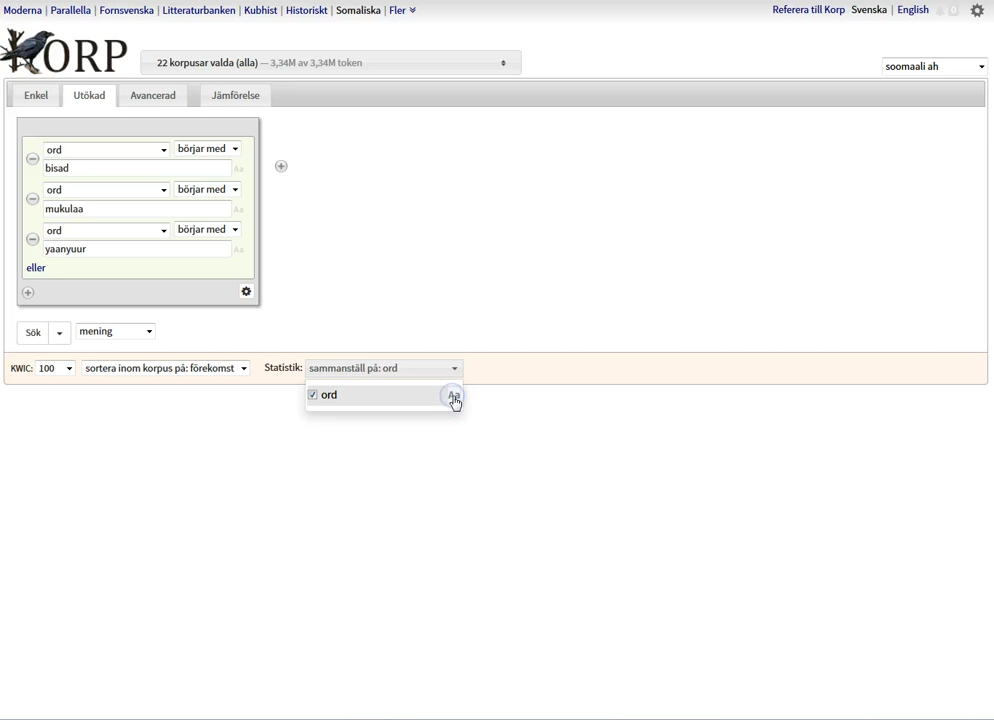 Moderna | Parallella | Fornsvenska | Litteraturbanken | Kubhist | Historiskt | Somaliska | Fler
Referera till Korp Svenska | English 0
KORP
22 korpusar valda (alla) — 3,34M av 3,34M token
soomaali ah
Enkel Utökad Avancerad Jämförelse
ord börjar med
bisad Aa
ord börjar med
mukulaa Aa
ord börjar med
yaanyuur Aa
eller
Sök mening
KWIC: 100 sortera inom korpus på: förekomst Statistik: sammanställ på: ord
ord Aa